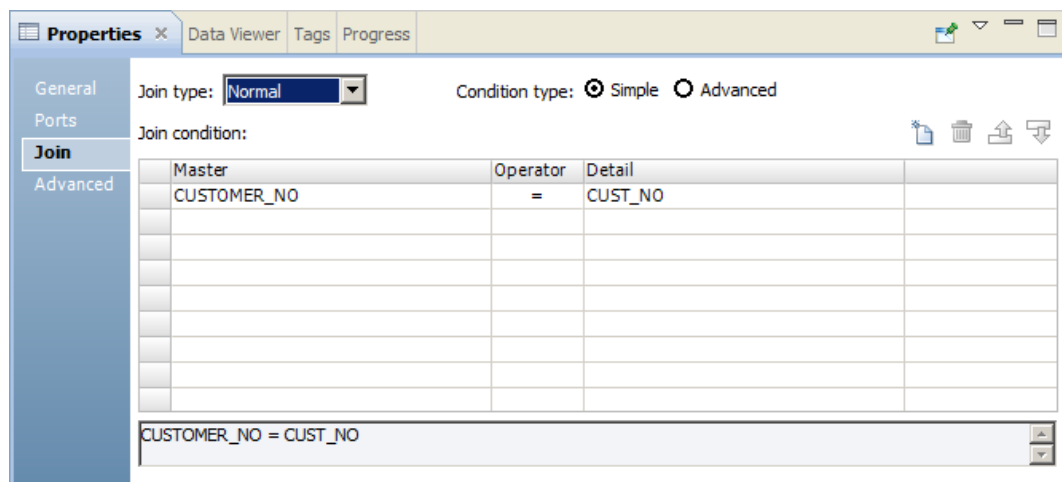 Properties Data Viewer Tags Progress
General
Ports
Join
Advanced
Join type: Normal Condition type: Simple Advanced
Join condition:
Master Operator Detail
CUSTOMER_NO = CUST_NO
CUSTOMER_NO = CUST_NO